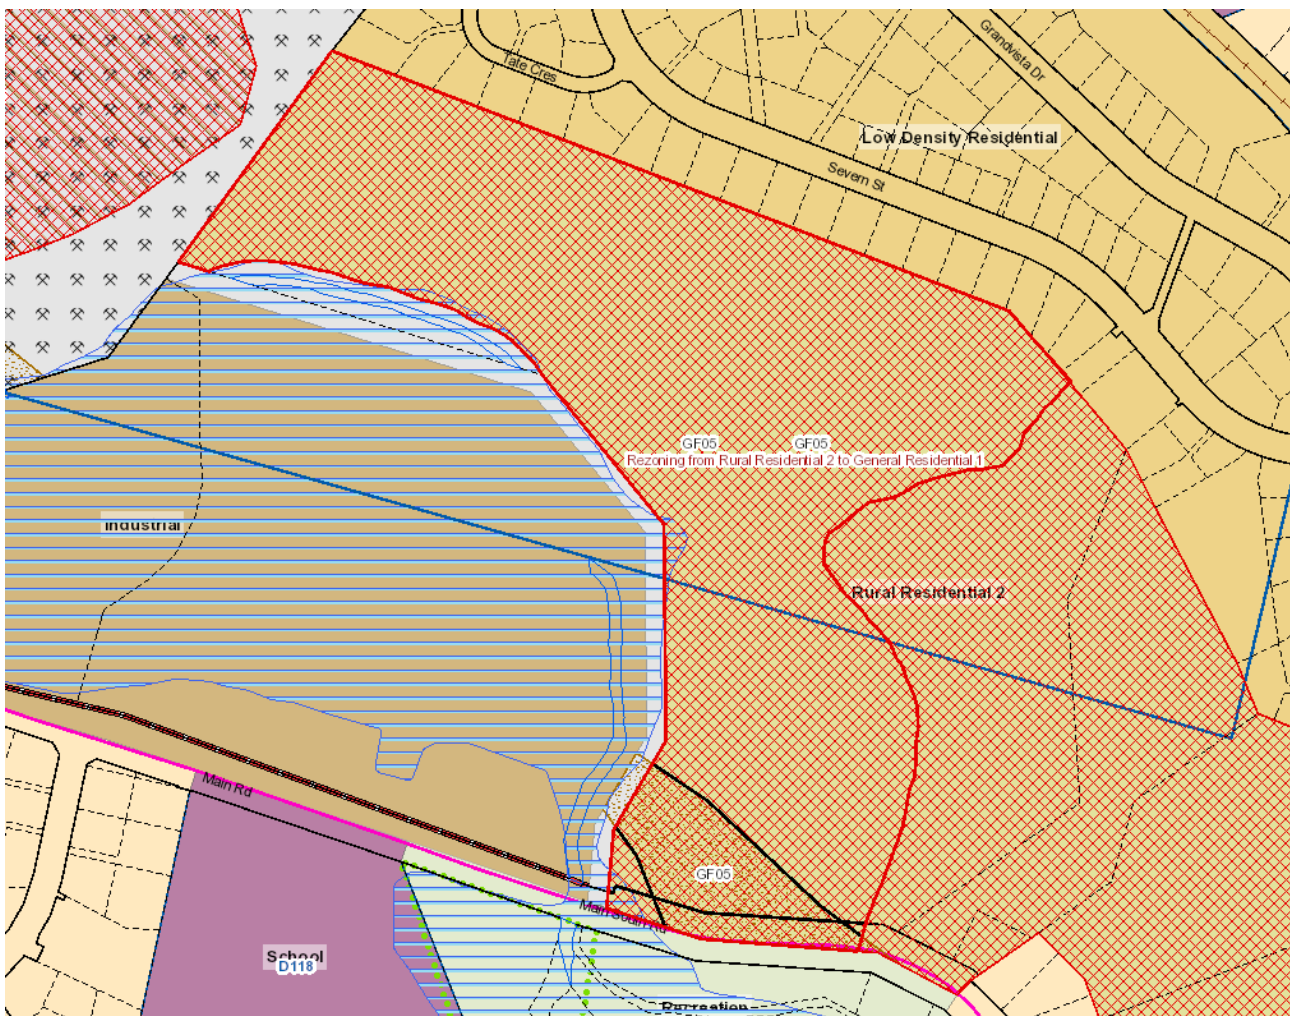 Grandvista Dr
Tate Cres
Low Density Residential
Severn St
GF05
GF05
Rezoning from Rural Residential 2 to General Residential 1
Industrial
Rural Residential 2
Main Rd
GF05
Main South Rd
School
D118
Recreation